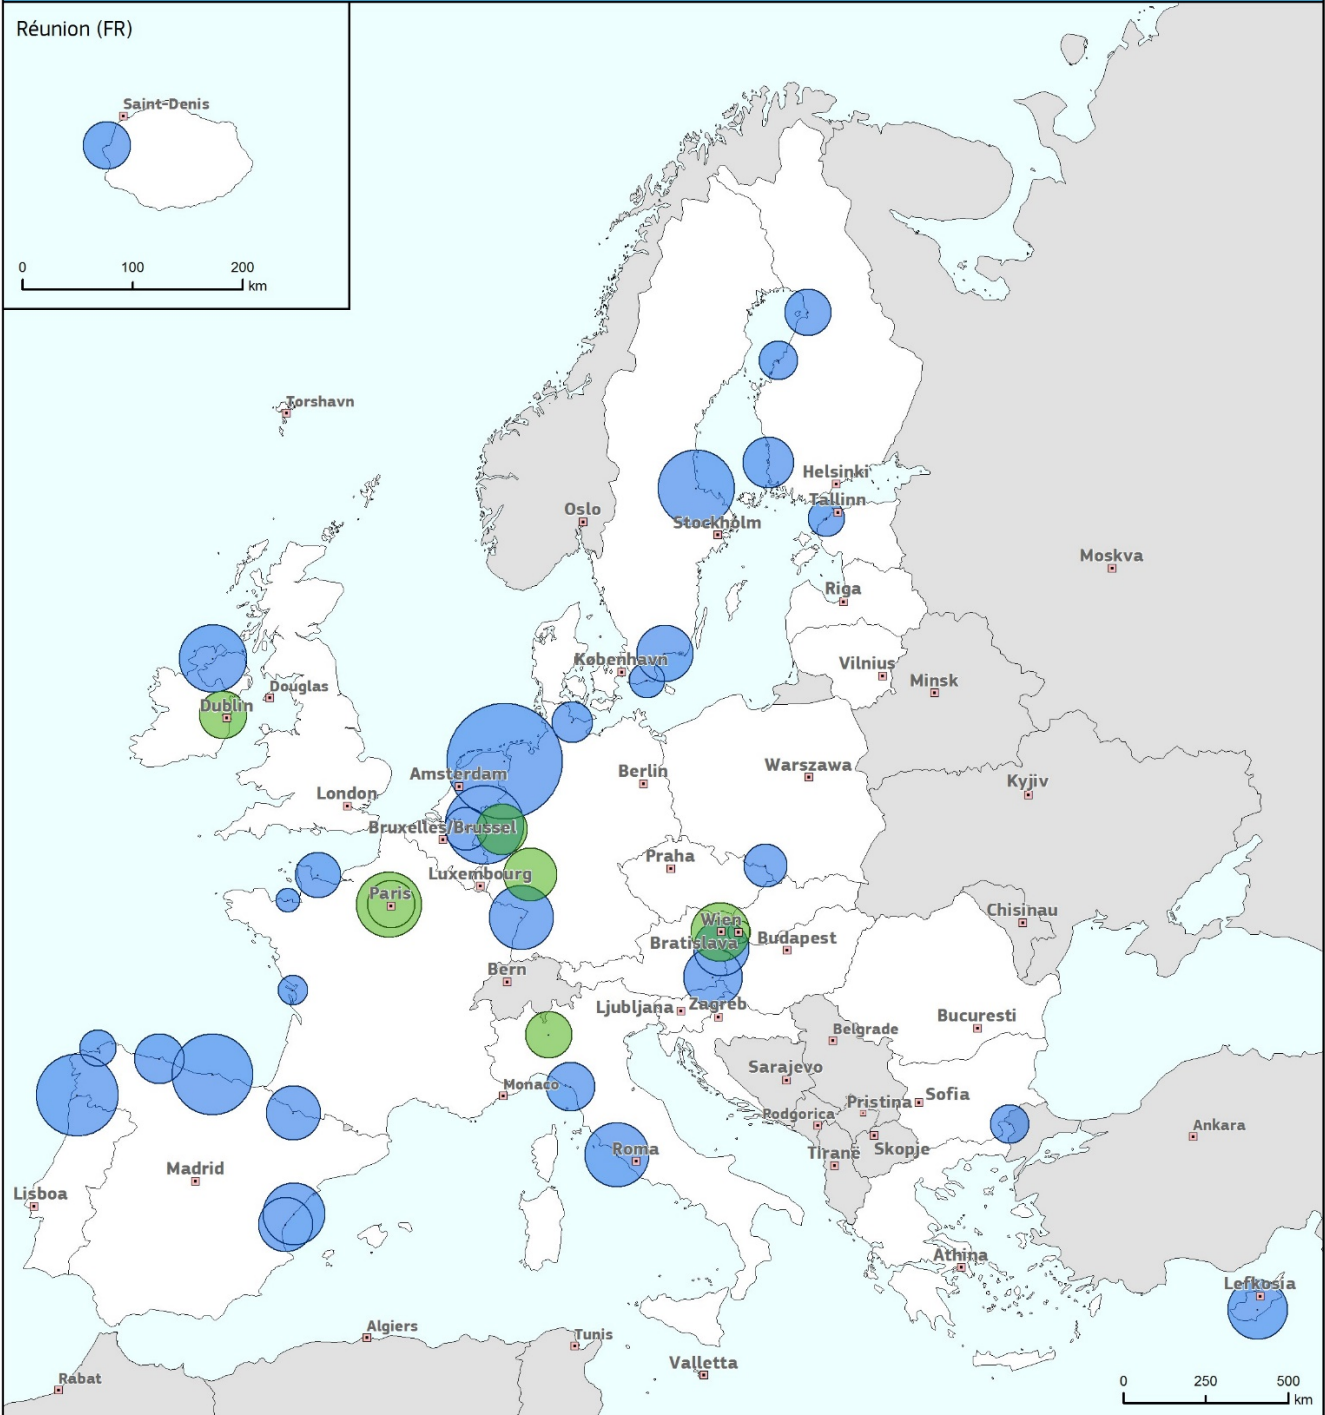 Réunion (FR)
Saint-Denis
0 100 200
km
Torshavn
Helsinki
Tallinn
Oslo
Stockholm
Moskva
Riga
København
Vilnius
Minsk
Douglas
Dublin
Amsterdam
Berlin
Warszawa
London
Kyjiv
Bruxelles/Brussel
Praha
Luxembourg
Paris
Chisinau
Wien
Bratislava
Budapest
Bern
Ljubljana
Zagreb
Bucuresti
Belgrade
Sarajevo
Monaco
Pristina
Sofia
Podgorica
Ankara
Skopje
Tiranë
Roma
Madrid
Lisboa
Athina
Lefkosia
Algiers
Tunis
Valletta
Rabat
0 250 500
km